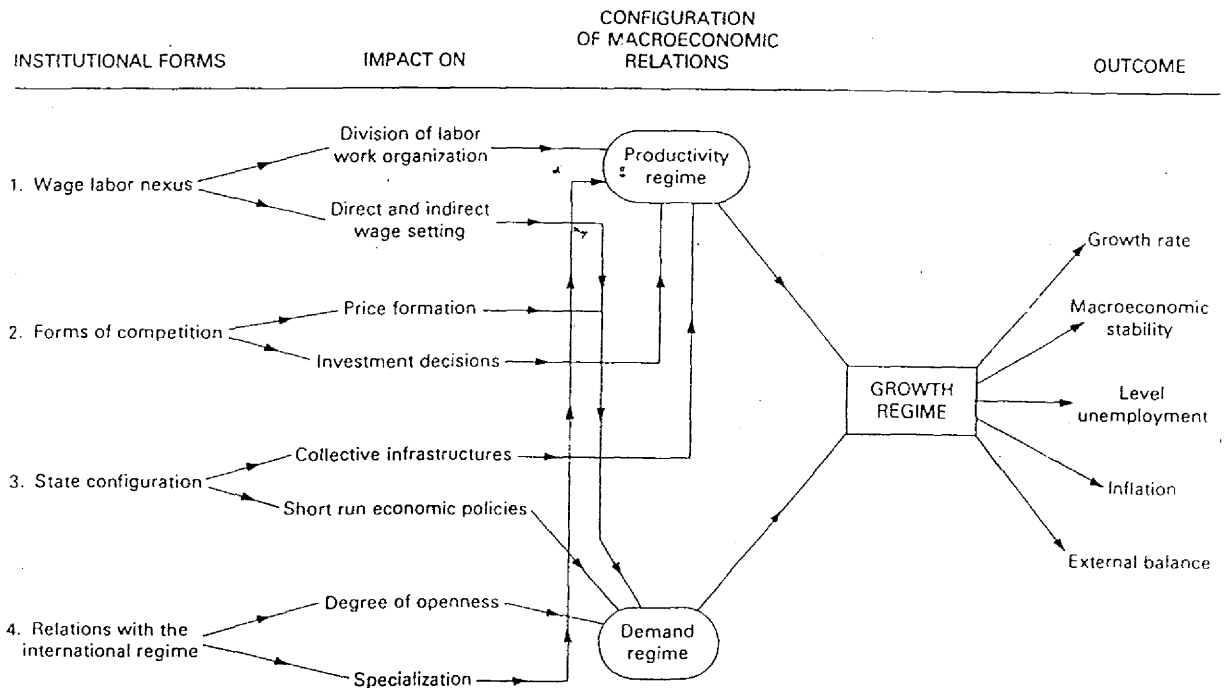 CONFIGURATION
OF MACROECONOMIC
RELATIONS
INSTITUTIONAL FORMS
IMPACT ON
OUTCOME
Division of labor
work organization
Productivity
regime
1. Wage labor nexus
Direct and indirect
wage setting
Growth rate
Price formation
Macroeconomic
stability
2. Forms of competition
Investment decisions
GROWTH
REGIME
Level
unemployment
Collective infrastructures
3. State configuration
Inflation
Short run economic policies
External balance
Degree of openness
4. Relations with the
international regime
Demand
regime
Specialization